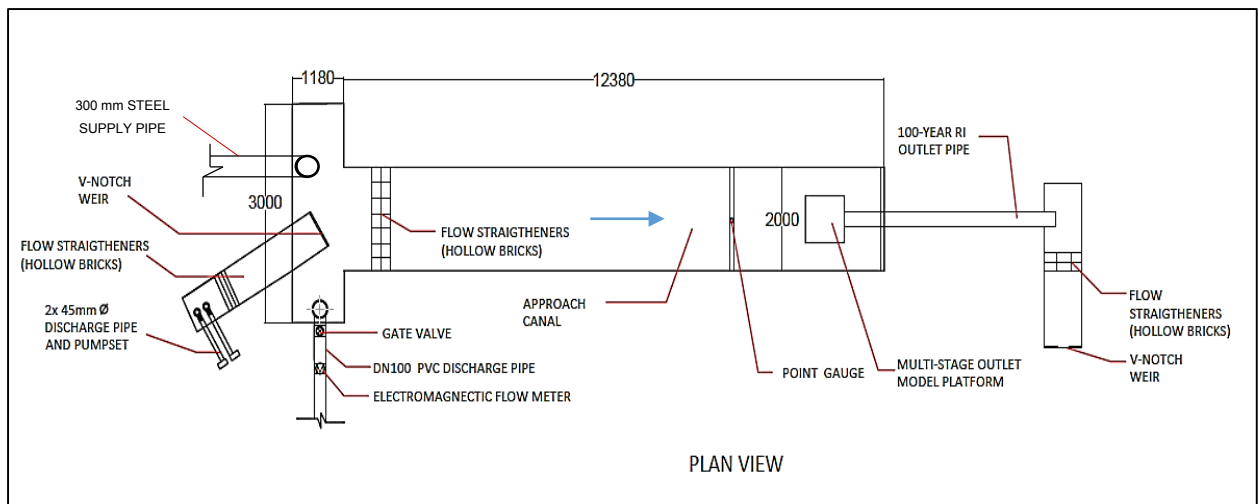 1180
12380
300 mm STEEL
SUPPLY PIPE
100-YEAR RI
OUTLET PIPE
V-NOTCH
WEIR
3000
2000
FLOW STRAIGTHENERS
(HOLLOW BRICKS)
FLOW STRAIGTHENERS
(HOLLOW BRICKS)
2x 45mm Ø
DISCHARGE PIPE
AND PUMPSET
APPROACH
CANAL
FLOW
STRAIGTHENERS
(HOLLOW BRICKS)
GATE VALVE
DN100 PVC DISCHARGE PIPE
ELECTROMAGNECTIC FLOW METER
POINT GAUGE
MULTI-STAGE OUTLET
MODEL PLATFORM
V-NOTCH
WEIR
PLAN VIEW